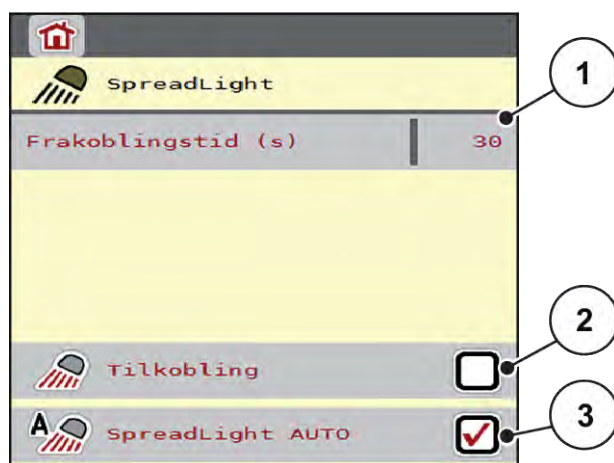 SpreadLight
1
Frakoblingstid (s) 30
2
Tilkobling
3
A
SpreadLight AUTO